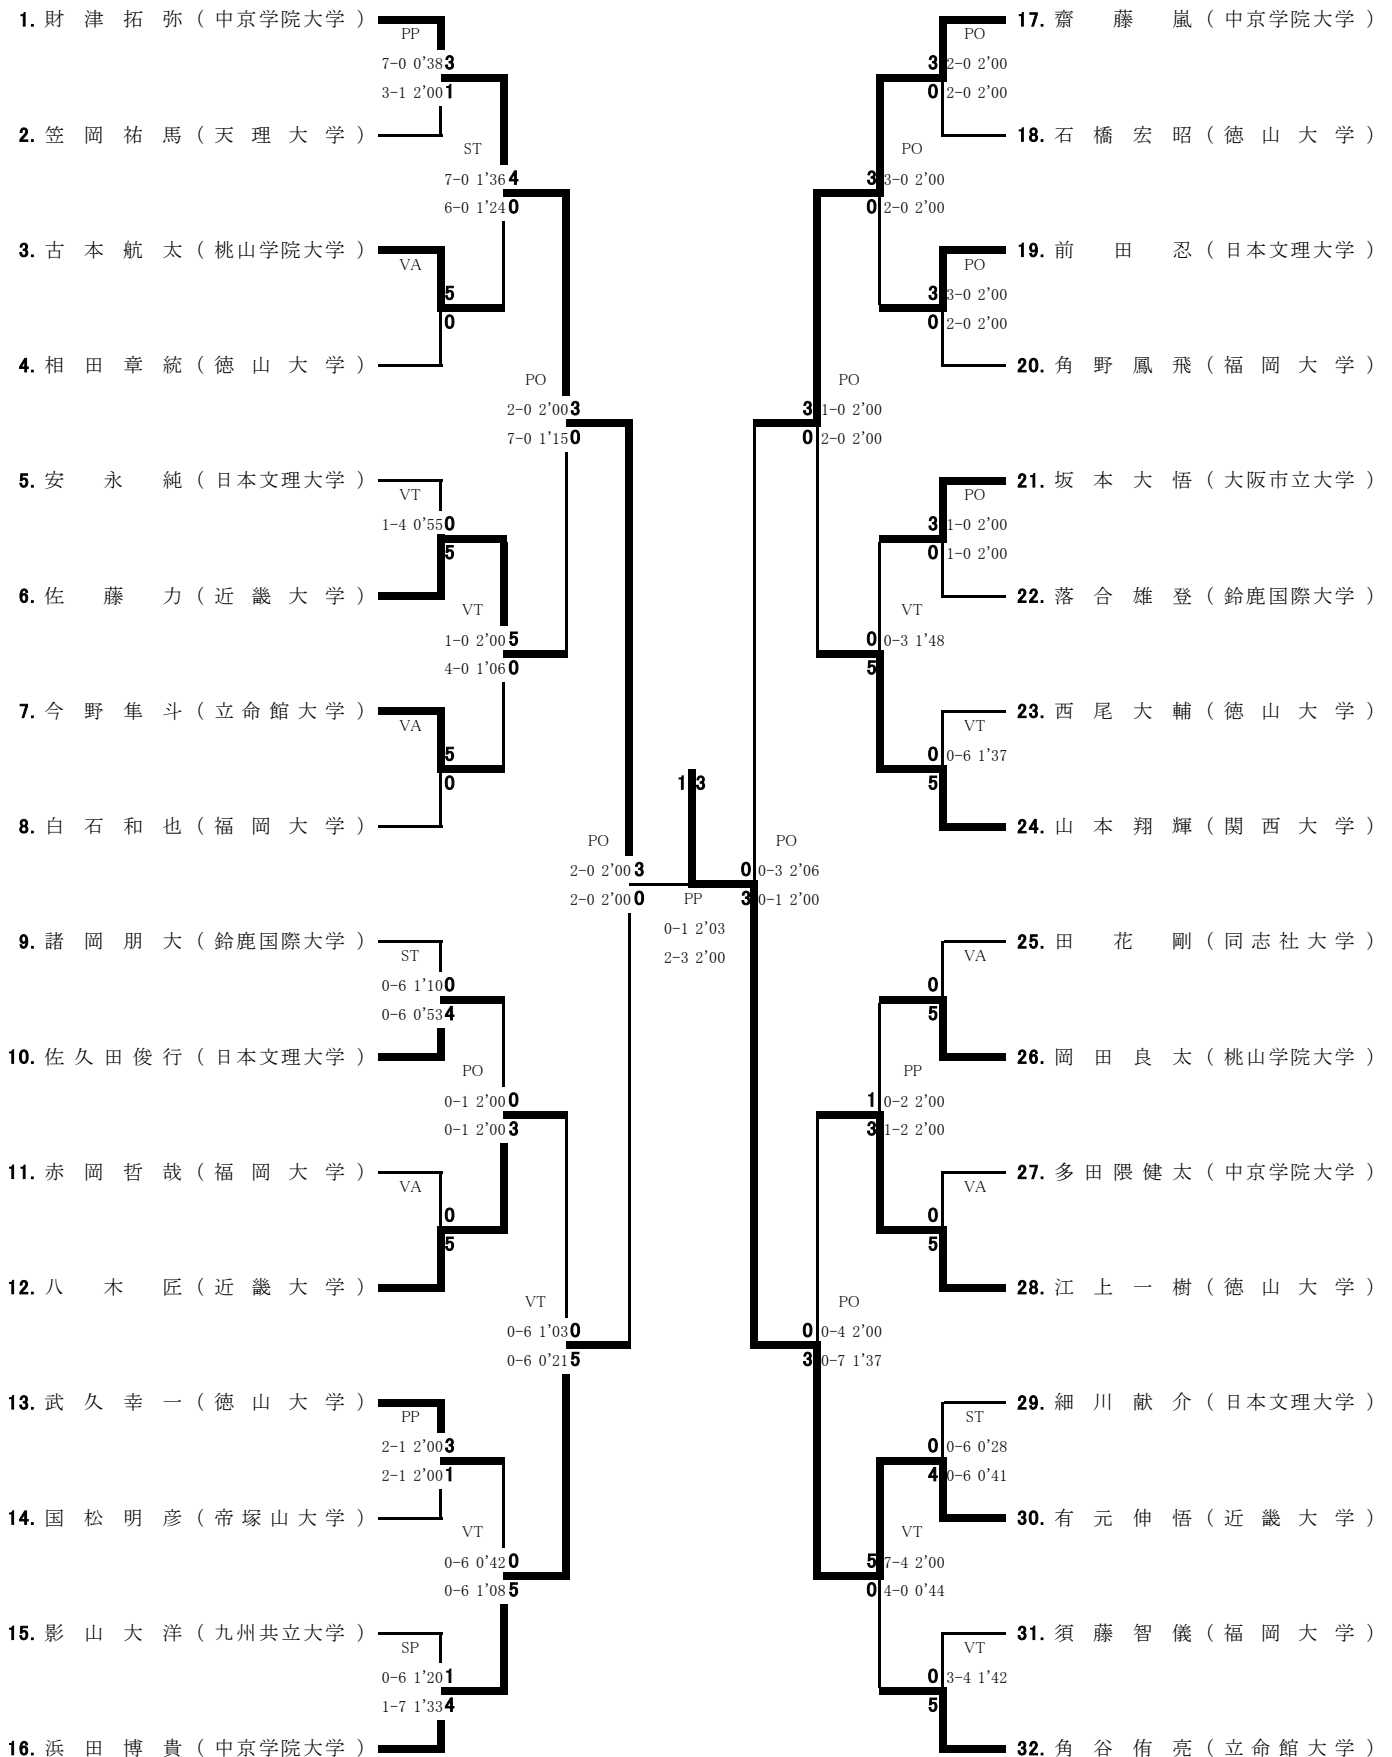 1. 財津拓弥 (中京学院大学)
PP
7-0 0'38 3
3-1 2'00 1
2. 笠岡祐馬 (天理大学)
ST
7-0 1'36 4
6-0 1'24 0
3. 古本航太 (桃山学院大学)
VA
5
0
4. 相田章統 (徳山大学)
PO
2-0 2'00 3
7-0 1'15 0
5. 安永純 (日本文理大学)
VT
1-4 0'55 0
5
6. 佐藤力 (近畿大学)
VT
1-0 2'00 5
4-0 1'06 0
7. 今野隼斗 (立命館大学)
VA
5
0
8. 白石和也 (福岡大学)
PO
2-0 2'00 3
2-0 2'00 0
9. 諸岡朋大 (鈴鹿国際大学)
ST
0-6 1'10 0
0-6 0'53 4
10. 佐久田俊行 (日本文理大学)
PO
0-1 2'00 0
0-1 2'00 3
11. 赤岡哲哉 (福岡大学)
VA
0
5
12. 八木匠 (近畿大学)
VT
0-6 1'03 0
0-6 0'21 5
13. 武久幸一 (徳山大学)
PP
2-1 2'00 3
2-1 2'00 1
14. 国松明彦 (帝塚山大学)
VT
0-6 0'42 0
0-6 1'08 5
15. 影山大洋 (九州共立大学)
SP
0-6 1'20 1
1-7 1'33 4
16. 浜田博貴 (中京学院大学)
1 3
PP
0-1 2'03
2-3 2'00
17. 齋藤嵐 (中京学院大学)
PO
3 2-0 2'00
0 2-0 2'00
18. 石橋宏昭 (徳山大学)
PO
3 3-0 2'00
0 2-0 2'00
19. 前田忍 (日本文理大学)
PO
3 3-0 2'00
0 2-0 2'00
20. 角野鳳飛 (福岡大学)
PO
3 1-0 2'00
0 2-0 2'00
21. 坂本大悟 (大阪市立大学)
PO
3 1-0 2'00
0 1-0 2'00
22. 落合雄登 (鈴鹿国際大学)
VT
0 0-3 1'48
5
23. 西尾大輔 (徳山大学)
VT
0 0-6 1'37
5
24. 山本翔輝 (関西大学)
PO
0 0-3 2'06
3 0-1 2'00
25. 田花剛 (同志社大学)
VA
0
5
26. 岡田良太 (桃山学院大学)
PP
1 0-2 2'00
3 1-2 2'00
27. 多田隈健太 (中京学院大学)
VA
0
5
28. 江上一樹 (徳山大学)
PO
0 0-4 2'00
3 0-7 1'37
29. 細川献介 (日本文理大学)
ST
0 0-6 0'28
4 0-6 0'41
30. 有元伸悟 (近畿大学)
VT
5 7-4 2'00
0 4-0 0'44
31. 須藤智儀 (福岡大学)
VT
0 3-4 1'42
5
32. 角谷侑亮 (立命館大学)